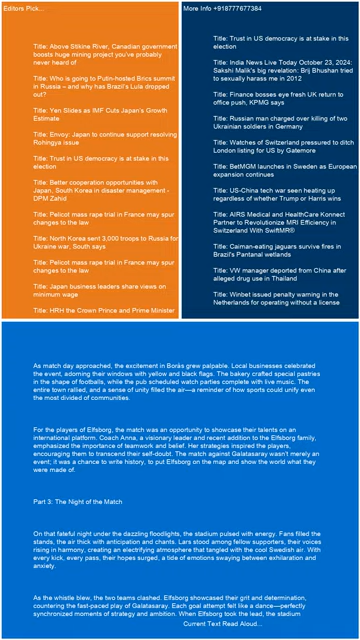 Editors Pick...
Title: Above Stikine River, Canadian government
boosts huge mining project you've probably
never heard of
Title: Who is going to Putin-hosted Brics summit
in Russia – and why has Brazil's Lula dropped
out?
Title: Yen Slides as IMF Cuts Japan's Growth
Estimate
Title: Envoy: Japan to continue support resolving
Rohingya issue
Title: Trust in US democracy is at stake in this
election
Title: Better cooperation opportunities with
Japan, South Korea in disaster management -
DPM Zahid
Title: Pelicot mass rape trial in France may spur
changes to the law
Title: North Korea sent 3,000 troops to Russia for
Ukraine war, South says
Title: Pelicot mass rape trial in France may spur
changes to the law
Title: Japan business leaders share views on
minimum wage
Title: HRH the Crown Prince and Prime Minister
More Info +918777677384
Title: Trust in US democracy is at stake in this
election
Title: India News Live Today October 23, 2024:
Sakshi Malik's big revelation: Brij Bhushan tried
to sexually harass me in 2012
Title: Finance bosses eye fresh UK return to
office push, KPMG says
Title: Russian man charged over killing of two
Ukrainian soldiers in Germany
Title: Watches of Switzerland pressured to ditch
London listing for US by Gatemore
Title: BetMGM launches in Sweden as European
expansion continues
Title: US-China tech war seen heating up
regardless of whether Trump or Harris wins
Title: AIRS Medical and HealthCare Konnect
Partner to Revolutionize MRI Efficiency in
Switzerland With SwiftMR®
Title: Caiman-eating jaguars survive fires in
Brazil's Pantanal wetlands
Title: VW manager deported from China after
alleged drug use in Thailand
Title: Winbet issued penalty warning in the
Netherlands for operating without a license
As match day approached, the excitement in Borås grew palpable. Local businesses celebrated
the event, adorning their windows with yellow and black flags. The bakery crafted special pastries
in the shape of footballs, while the pub scheduled watch parties complete with live music. The
entire town rallied, and a sense of unity filled the air—a reminder of how sports could unify even
the most divided of communities.
For the players of Elfsborg, the match was an opportunity to showcase their talents on an
international platform. Coach Anna, a visionary leader and recent addition to the Elfsborg family,
emphasized the importance of teamwork and belief. Her strategies inspired the players,
encouraging them to transcend their self-doubt. The match against Galatasaray wasn't merely an
event; it was a chance to write history, to put Elfsborg on the map and show the world what they
were made of.
Part 3: The Night of the Match
On that fateful night under the dazzling floodlights, the stadium pulsed with energy. Fans filled the
stands, the air thick with anticipation and chants. Lars stood among fellow supporters, their voices
rising in harmony, creating an electrifying atmosphere that tangled with the cool Swedish air. With
every kick, every pass, their hopes surged, a tide of emotions swaying between exhilaration and
anxiety.
As the whistle blew, the two teams clashed. Elfsborg showcased their grit and determination,
countering the fast-paced play of Galatasaray. Each goal attempt felt like a dance—perfectly
synchronized moments of strategy and ambition. When Elfsborg took the lead, the stadium
Current Text Read Aloud...